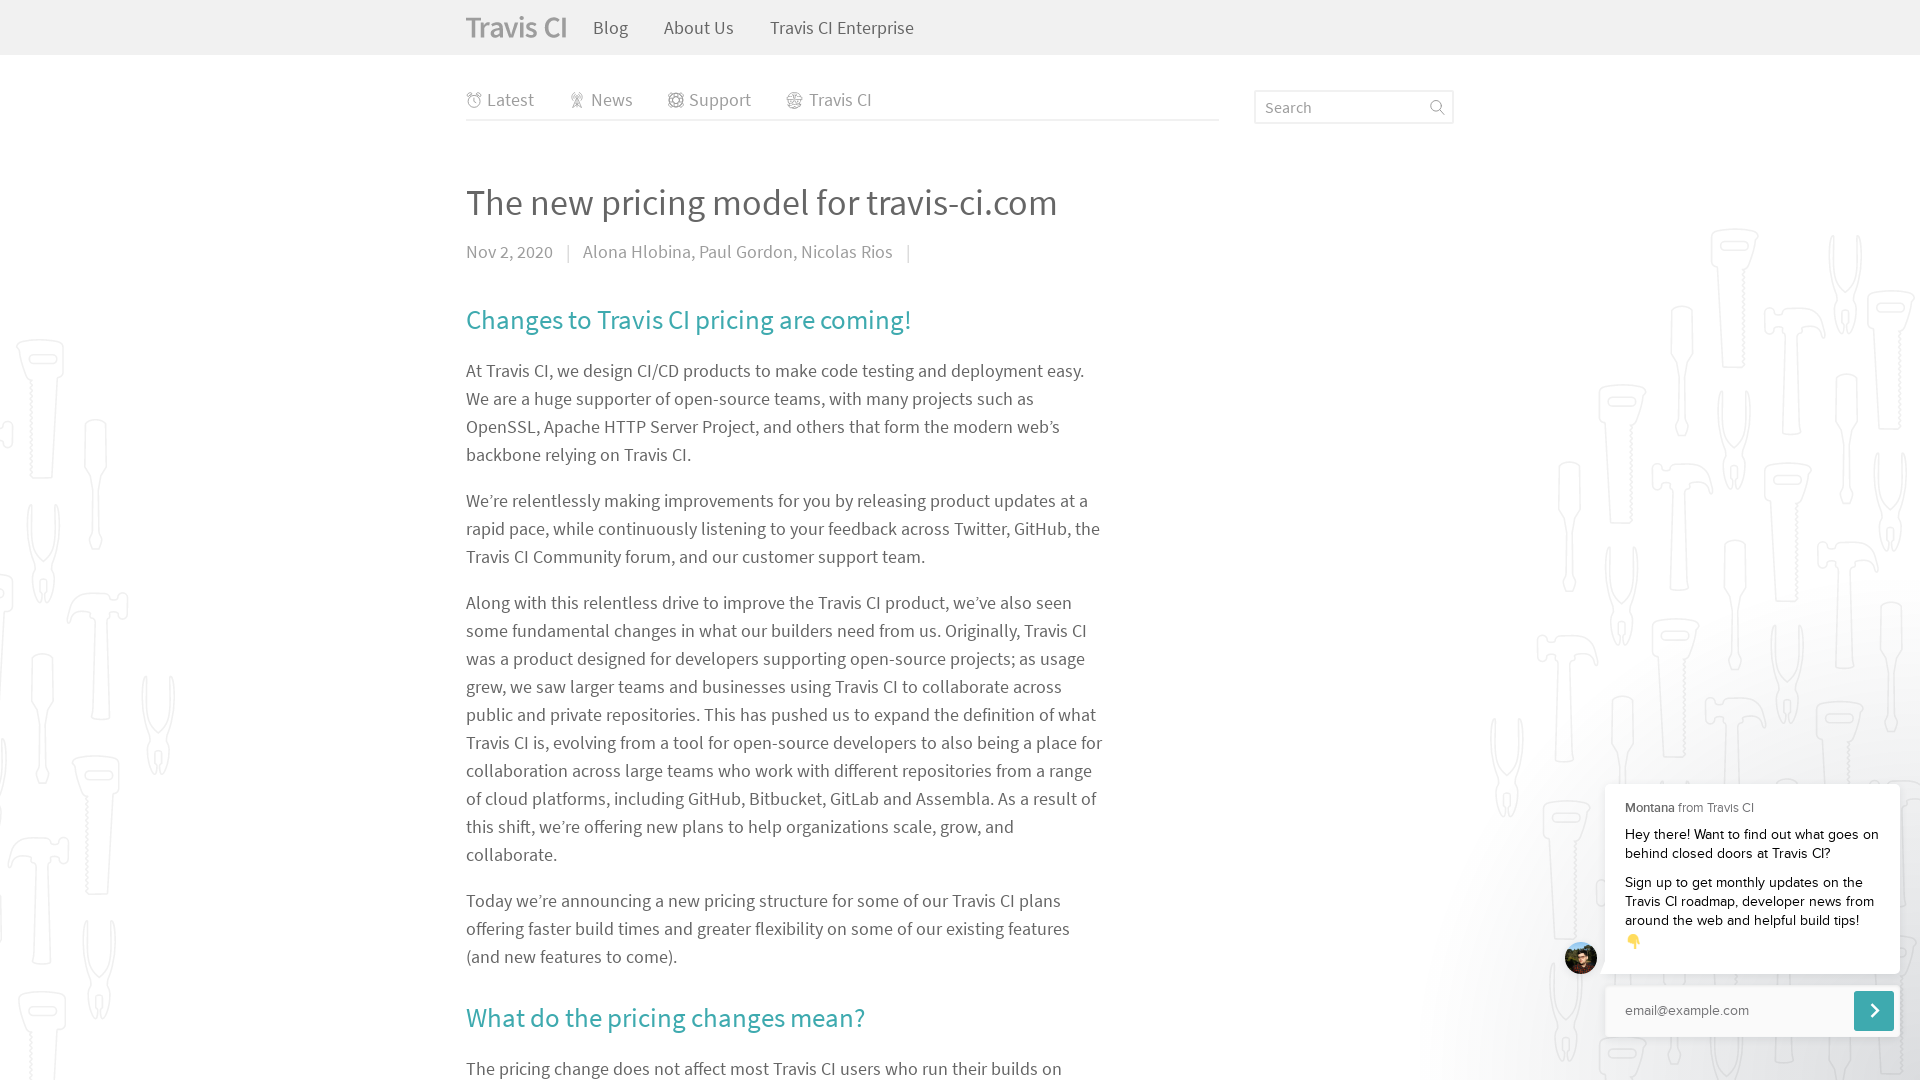 Travis CI
Blog
About Us
Travis CI Enterprise
Latest
News
Support
Travis CI
Search
The new pricing model for travis-ci.com
Nov 2, 2020 | Alona Hlobina, Paul Gordon, Nicolas Rios |
Changes to Travis CI pricing are coming!
At Travis CI, we design CI/CD products to make code testing and deployment easy.
We are a huge supporter of open-source teams, with many projects such as
OpenSSL, Apache HTTP Server Project, and others that form the modern web’s
backbone relying on Travis CI.
We’re relentlessly making improvements for you by releasing product updates at a
rapid pace, while continuously listening to your feedback across Twitter, GitHub, the
Travis CI Community forum, and our customer support team.
Along with this relentless drive to improve the Travis CI product, we’ve also seen
some fundamental changes in what our builders need from us. Originally, Travis CI
was a product designed for developers supporting open-source projects; as usage
grew, we saw larger teams and businesses using Travis CI to collaborate across
public and private repositories. This has pushed us to expand the definition of what
Travis CI is, evolving from a tool for open-source developers to also being a place for
collaboration across large teams who work with different repositories from a range
of cloud platforms, including GitHub, Bitbucket, GitLab and Assembla. As a result of
this shift, we’re offering new plans to help organizations scale, grow, and
collaborate.
Today we’re announcing a new pricing structure for some of our Travis CI plans
offering faster build times and greater flexibility on some of our existing features
(and new features to come).
What do the pricing changes mean?
The pricing change does not affect most Travis CI users who run their builds on
Montana from Travis CI
Hey there! Want to find out what goes on
behind closed doors at Travis CI?
Sign up to get monthly updates on the
Travis CI roadmap, developer news from
around the web and helpful build tips!
👇
email@example.com